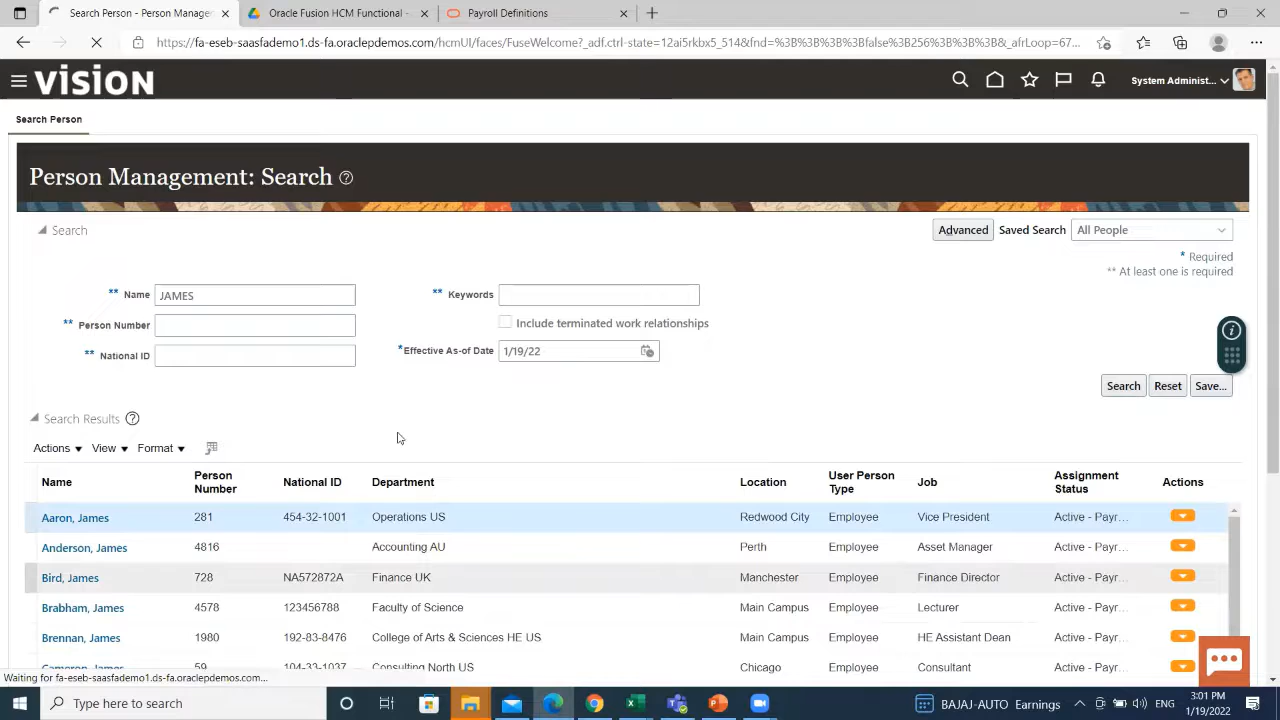 Search Person - Person Manage
Oracle Fusion HCM Functional -
Payroll Definitions
https://fa-eseb-saasfademo1.ds-fa.oraclepdemos.com/hcmUI/faces/FuseWelcome?_adf.ctrl-state=12ai5rkbx5_514&fnd=%3B%3B%3B%3Bfalse%3B256%3B%3B%3B&_afrLoop=67...
VISION
System Administ...
Search Person
Person Management: Search
Search
Advanced Saved Search All People
* Required
** At least one is required
** Name JAMES
** Keywords
** Person Number
Include terminated work relationships
** National ID
*Effective As-of Date 1/19/22
Search Reset Save...
Search Results
Actions View Format
Name Person Number National ID Department Location User Person Type Job Assignment Status Actions
Aaron, James 281 454-32-1001 Operations US Redwood City Employee Vice President Active - Payr...
Anderson, James 4816 Accounting AU Perth Employee Asset Manager Active - Payr...
Bird, James 728 NA572872A Finance UK Manchester Employee Finance Director Active - Payr...
Brabham, James 4578 123456788 Faculty of Science Main Campus Employee Lecturer Active - Payr...
Brennan, James 1980 192-83-8476 College of Arts & Sciences HE US Main Campus Employee HE Assistant Dean Active - Payr...
Cameron, James 59 104-33-1037 Consulting North US Chicago Employee Consultant Active - Payr...
Waiting for fa-eseb-saasfademo1.ds-fa.oraclepdemos.com...
Type here to search
BAJAJ-AUTO Earnings
ENG
3:01 PM
1/19/2022